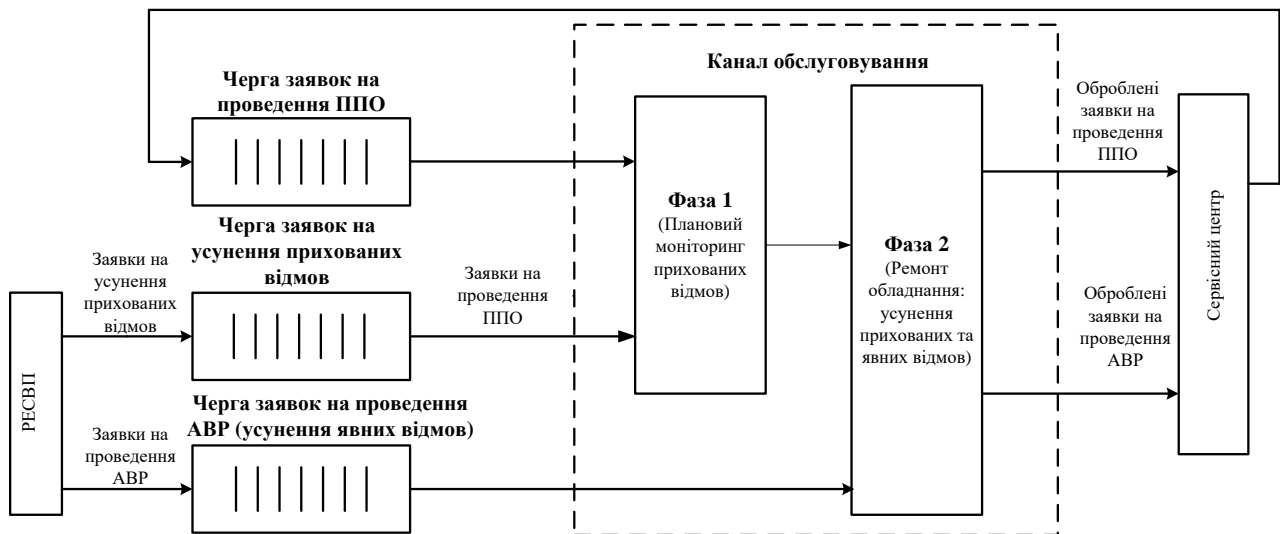 Черга заявок на
проведення ППО
Канал обслуговування
Оброблені
заявки на
проведення
ППО
Фаза 1
(Плановий
моніторинг
прихованих
відмов)
Черга заявок на
усунення прихованих
відмов
Заявки на
усунення
прихованих
відмов
Заявки на
проведення
ППО
Фаза 2
(Ремонт
обладнання:
усунення
прихованих та
явних відмов)
Сервісний центр
Оброблені
заявки на
проведення
АВР
РЕСВП
Черга заявок на проведення
АВР (усунення явних відмов)
Заявки на
проведення
АВР